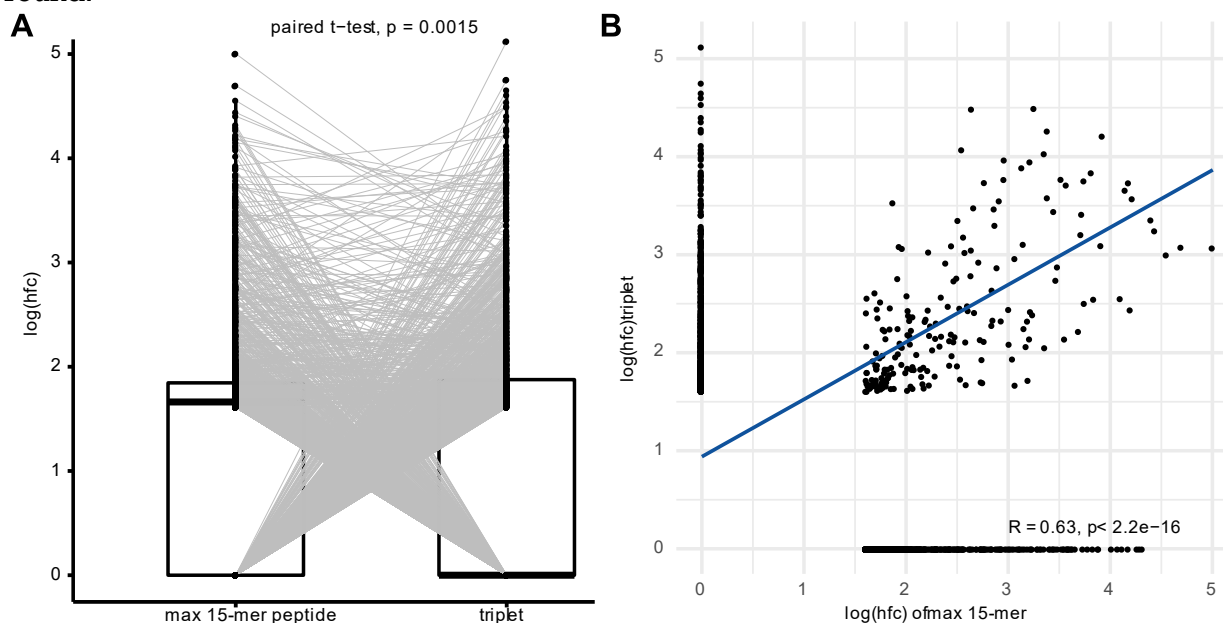 A
paired t−test, p = 0.0015
5
4
3
2
1
0
log(hfc)
max 15-mer peptide
triplet
B
5
4
3
2
1
0
log(hfc)triplet
R = 0.63, p< 2.2e−16
0
1
2
3
4
5
log(hfc) ofmax 15-mer